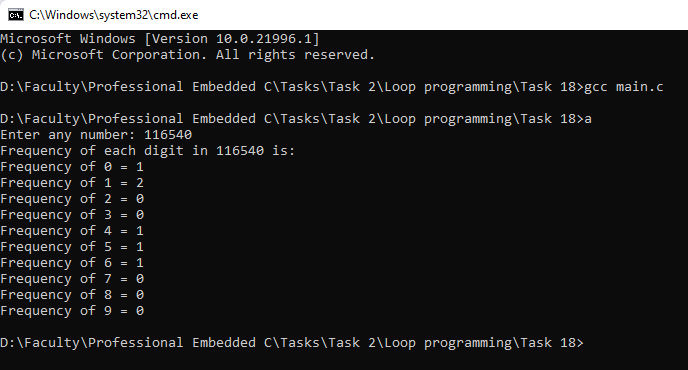 C:\Windows\system32\cmd.exe
Microsoft Windows [Version 10.0.21996.1]
(c) Microsoft Corporation. All rights reserved.
D:\Faculty\Professional Embedded C\Tasks\Task 2\Loop programming\Task 18>gcc main.c
D:\Faculty\Professional Embedded C\Tasks\Task 2\Loop programming\Task 18>a
Enter any number: 116540
Frequency of each digit in 116540 is:
Frequency of 0 = 1
Frequency of 1 = 2
Frequency of 2 = 0
Frequency of 3 = 0
Frequency of 4 = 1
Frequency of 5 = 1
Frequency of 6 = 1
Frequency of 7 = 0
Frequency of 8 = 0
Frequency of 9 = 0
D:\Faculty\Professional Embedded C\Tasks\Task 2\Loop programming\Task 18>